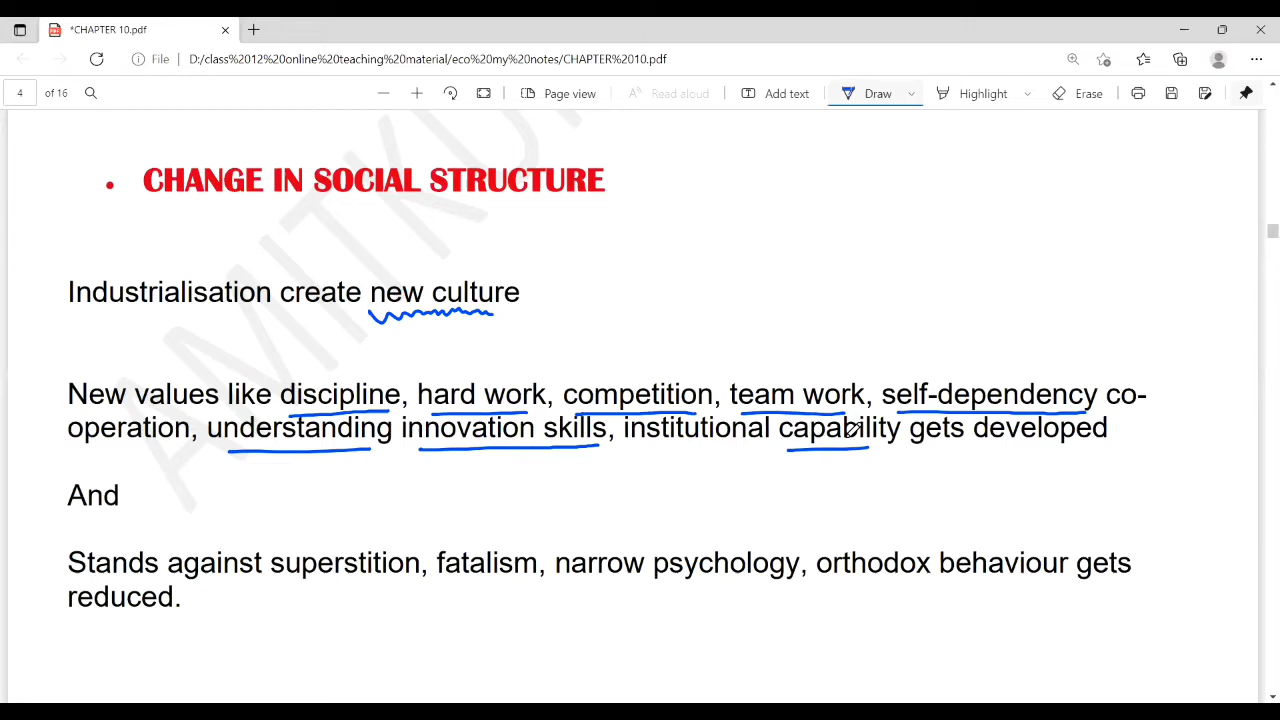 *CHAPTER 10.pdf
File D:/class%2012%20online%20teaching%20material/eco%20my%20notes/CHAPTER%2010.pdf
4 of 16 Page view Read aloud Add text Draw Highlight Erase
• CHANGE IN SOCIAL STRUCTURE
Industrialisation create new culture
New values like discipline, hard work, competition, team work, self-dependency co-
operation, understanding innovation skills, institutional capability gets developed
And
Stands against superstition, fatalism, narrow psychology, orthodox behaviour gets
reduced.